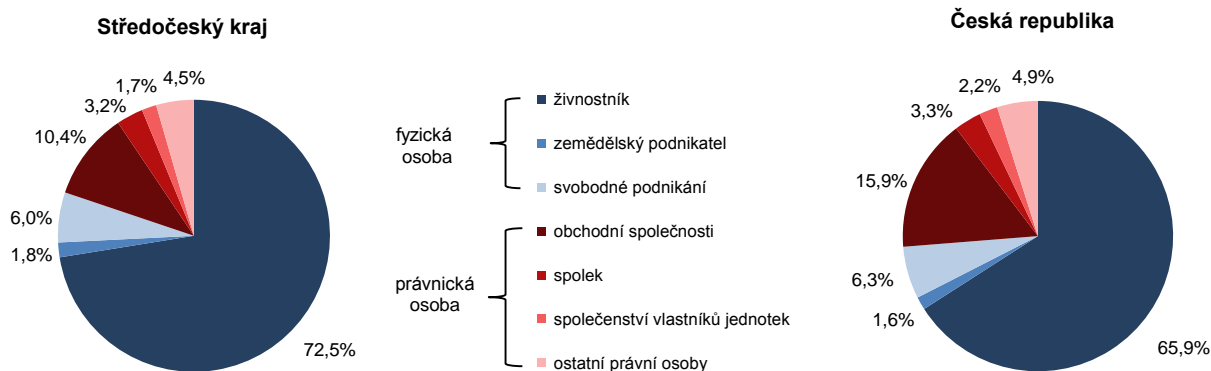 Středočeský kraj
4,5%
1,7%
3,2%
10,4%
6,0%
1,8%
72,5%
fyzická
osoba
živnostník
zemědělský podnikatel
svobodné podnikání
právnická
osoba
obchodní společnosti
spolek
společenství vlastníků jednotek
ostatní právní osoby
Česká republika
4,9%
2,2%
3,3%
15,9%
6,3%
1,6%
65,9%